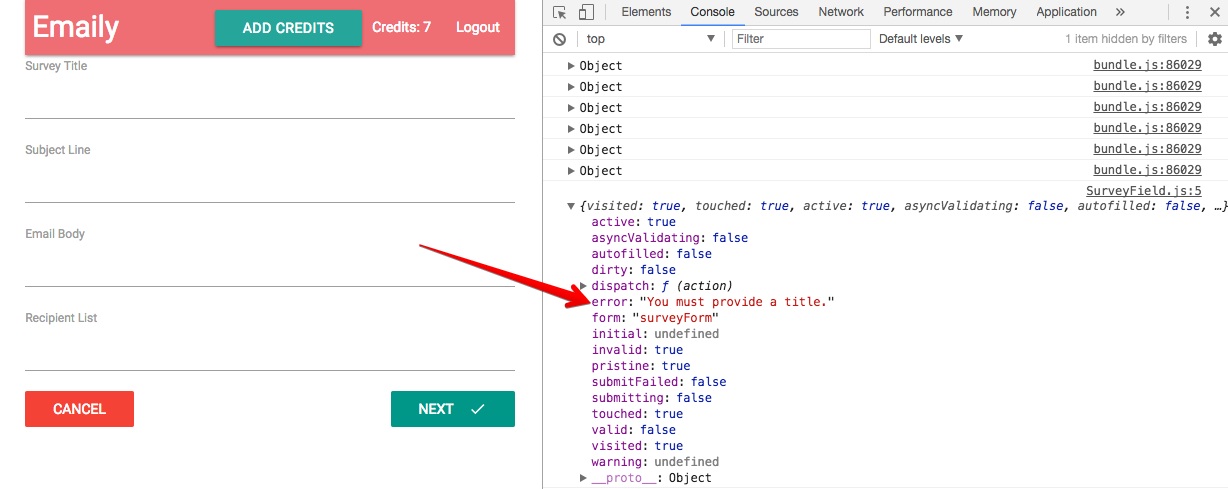 Emaily ADD CREDITS Credits: 7 Logout
Survey Title
Subject Line
Email Body
Recipient List
CANCEL NEXT
Elements Console Sources Network Performance Memory Application »
top Filter Default levels 1 item hidden by filters
Object bundle.js:86029
Object bundle.js:86029
Object bundle.js:86029
Object bundle.js:86029
Object bundle.js:86029
Object bundle.js:86029
SurveyField.js:5
{visited: true, touched: true, active: true, asyncValidating: false, autofilled: false, …}
active: true
asyncValidating: false
autofilled: false
dirty: false
dispatch: ƒ (action)
error: "You must provide a title."
form: "surveyForm"
initial: undefined
invalid: true
pristine: true
submitFailed: false
submitting: false
touched: true
valid: false
visited: true
warning: undefined
__proto__: Object